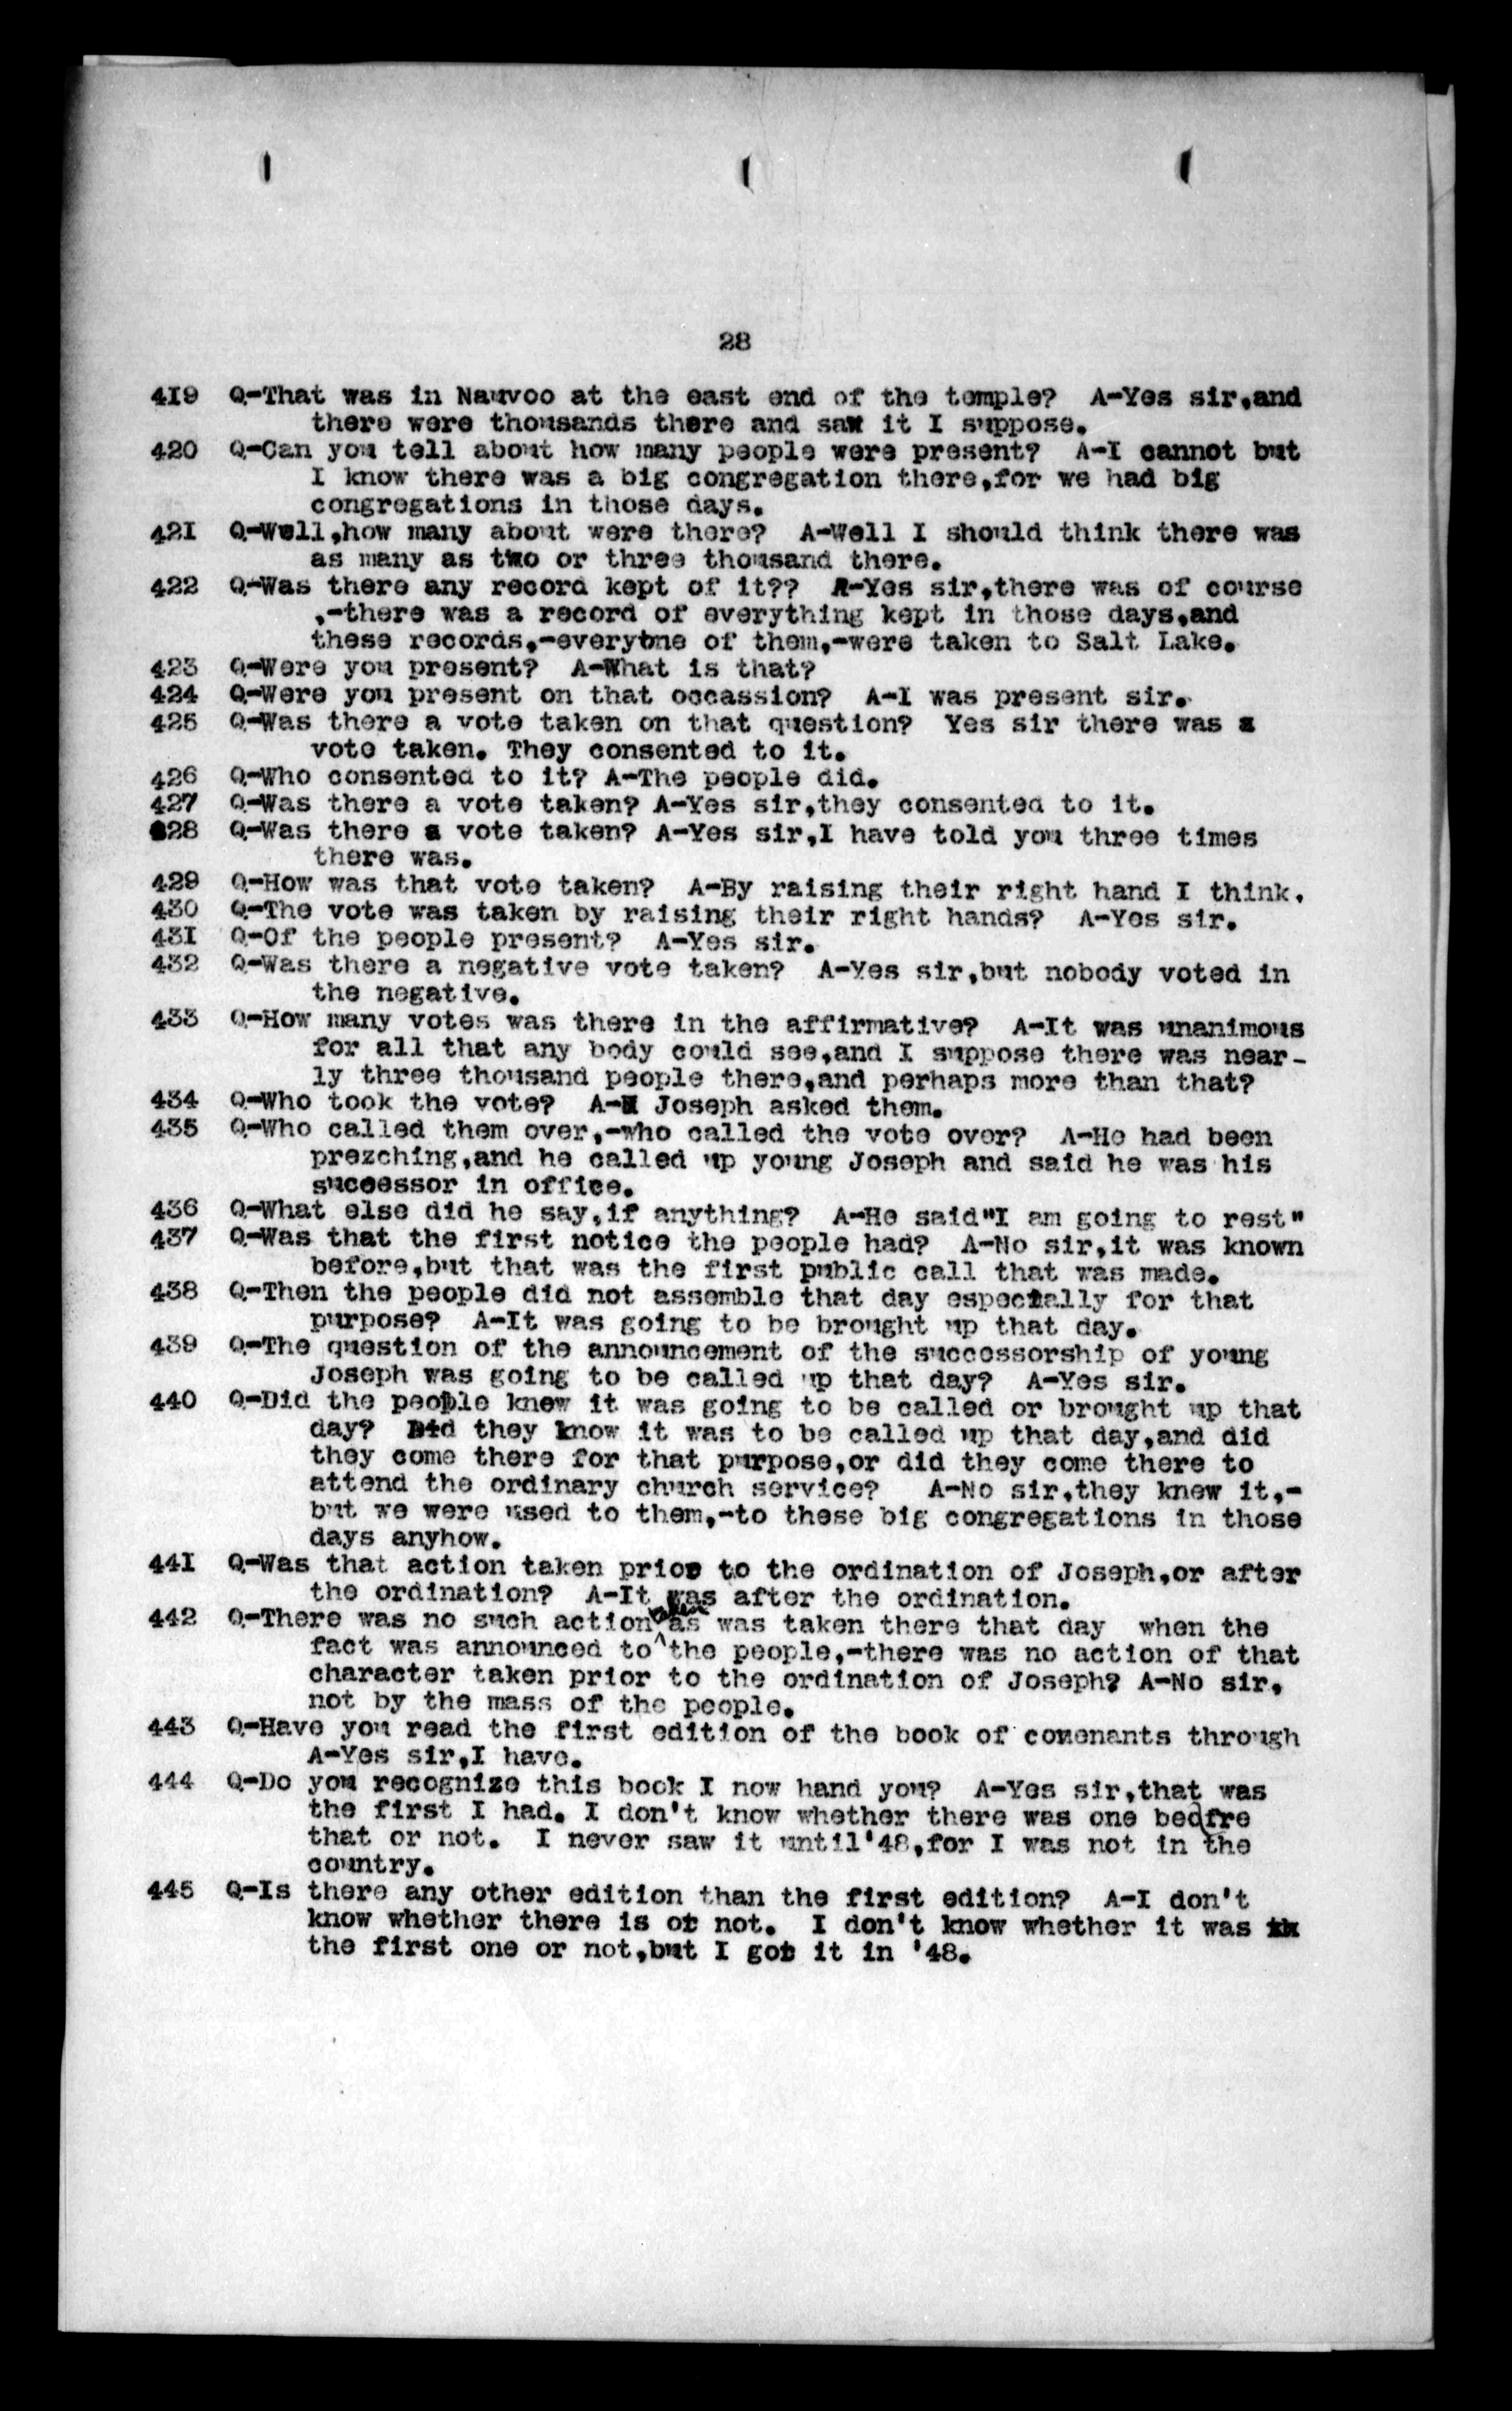 28
419 Q-That was in Nauvoo at the east end of the temple? A-Yes sir,and
there were thousands there and saw it I suppose.
420 Q-Can you tell about how many people were present? A-I cannot but
I know there was a big congregation there,for we had big
congregations in those days.
421 Q-Well,how many about were there? A-Well I should think there was
as many as two or three thousand there.
422 Q-Was there any record kept of it?? A-Yes sir,there was of course
,-there was a record of everything kept in those days,and
these records,-everyone of them,-were taken to Salt Lake.
423 Q-Were you present? A-What is that?
424 Q-Were you present on that occassion? A-I was present sir.
425 Q-Was there a vote taken on that question? Yes sir there was a
vote taken. They consented to it.
426 Q-Who consented to it? A-The people did.
427 Q-Was there a vote taken? A-Yes sir,they consented to it.
428 Q-Was there a vote taken? A-Yes sir,I have told you three times
there was.
429 Q-How was that vote taken? A-By raising their right hand I think.
430 Q-The vote was taken by raising their right hands? A-Yes sir.
431 Q-Of the people present? A-Yes sir.
432 Q-Was there a negative vote taken? A-Yes sir,but nobody voted in
the negative.
433 Q-How many votes was there in the affirmative? A-It was unanimous
for all that any body could see,and I suppose there was near-
ly three thousand people there,and perhaps more than that?
434 Q-Who took the vote? A- Joseph asked them.
435 Q-Who called them over,-who called the vote over? A-He had been
prezching,and he called up young Joseph and said he was his
successor in office.
436 Q-What else did he say,if anything? A-He said"I am going to rest"
437 Q-Was that the first notice the people had? A-No sir,it was known
before,but that was the first public call that was made.
438 Q-Then the people did not assemble that day especially for that
purpose? A-It was going to be brought up that day.
439 Q-The question of the announcement of the successorship of young
Joseph was going to be called up that day? A-Yes sir.
440 Q-Did the people knew it was going to be called or brought up that
day? Did they know it was to be called up that day,and did
they come there for that purpose,or did they come there to
attend the ordinary church service? A-No sir,they knew it,-
but we were used to them,-to these big congregations in those
days anyhow.
441 Q-Was that action taken prior to the ordination of Joseph,or after
the ordination? A-It was after the ordination.
442 Q-There was no such action as was taken there that day when the
fact was announced to the people,-there was no action of that
character taken prior to the ordination of Joseph? A-No sir,
not by the mass of the people.
443 Q-Have you read the first edition of the book of covenants through
A-Yes sir,I have.
444 Q-Do you recognize this book I now hand you? A-Yes sir,that was
the first I had. I don't know whether there was one beofre
that or not. I never saw it until'48,for I was not in the
country.
445 Q-Is there any other edition than the first edition? A-I don't
know whether there is or not. I don't know whether it was
the first one or not,but I got it in '48.